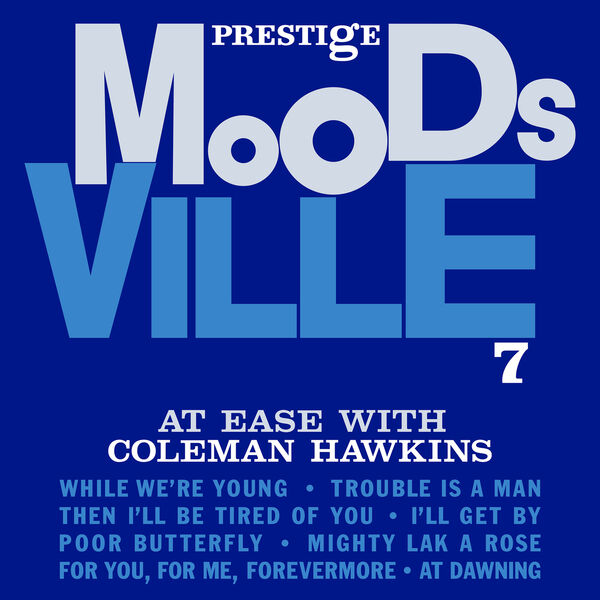 PRESTIgE
MOODS
VILLE
7
AT EASE WITH
COLEMAN HAWKINS
WHILE WE'RE YOUNG • TROUBLE IS A MAN
THEN I'LL BE TIRED OF YOU • I'LL GET BY
POOR BUTTERFLY • MIGHTY LAK A ROSE
FOR YOU, FOR ME, FOREVERMORE • AT DAWNING